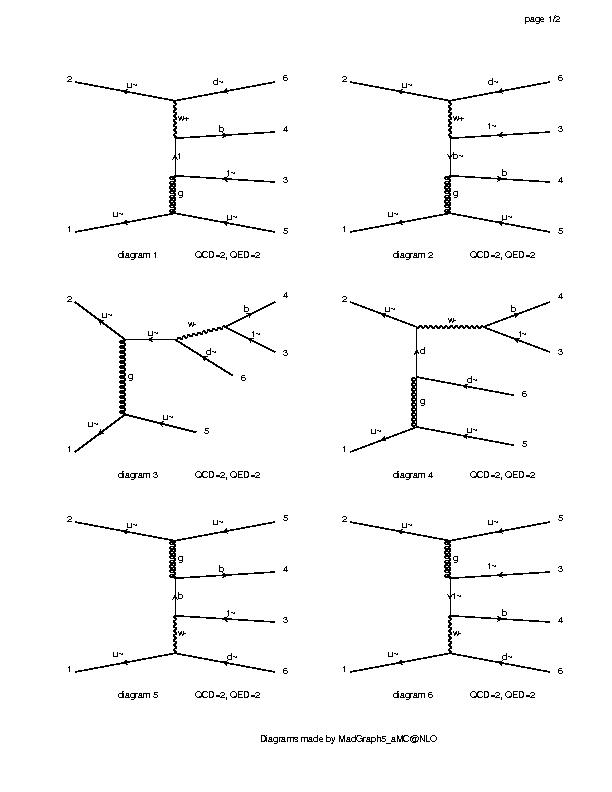 page 1/2
2
u~
d~
6
w+
b
4
t
t~
3
g
u~
u~
1
5
diagram 1 QCD=2, QED=2
2
u~
d~
6
w+
t~
3
b~
b
4
g
u~
u~
1
5
diagram 2 QCD=2, QED=2
2
u~
u~
w-
b
4
t~
3
d~
6
g
u~
u~
5
1
diagram 3 QCD=2, QED=2
2
u~
w-
b
4
t~
3
d
d~
6
g
u~
u~
5
1
diagram 4 QCD=2, QED=2
2
u~
u~
5
g
b
4
b
t~
3
w-
u~
d~
1
6
diagram 5 QCD=2, QED=2
2
u~
u~
5
g
t~
3
t~
b
4
w-
u~
d~
1
6
diagram 6 QCD=2, QED=2
Diagrams made by MadGraph5_aMC@NLO